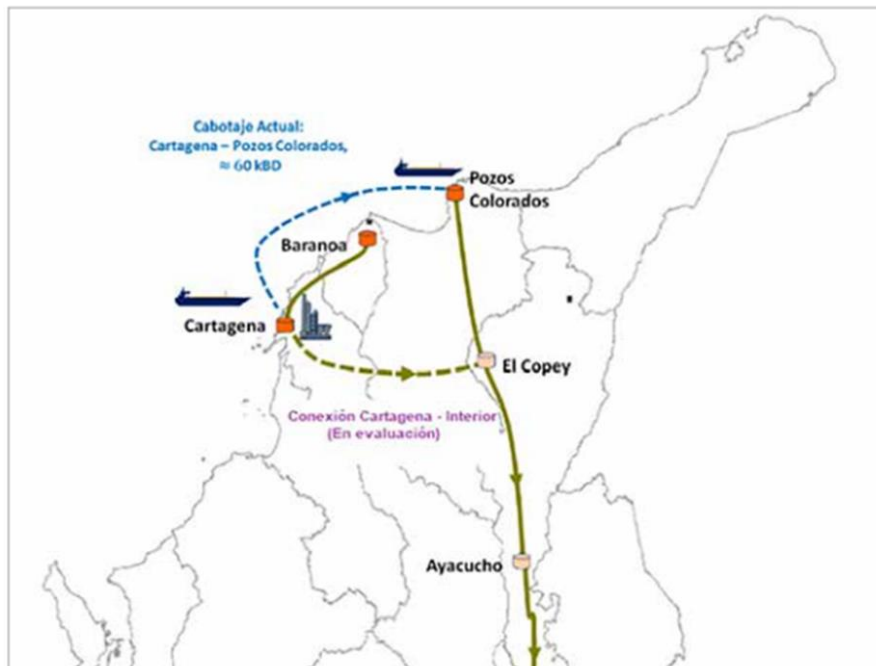 Cabotaje Actual:
Cartagena – Pozos Colorados,
≈ 60 kBD
Pozos
Colorados
Baranoa
Cartagena
El Copey
Conexión Cartagena - Interior
(En evaluación)
Ayacucho